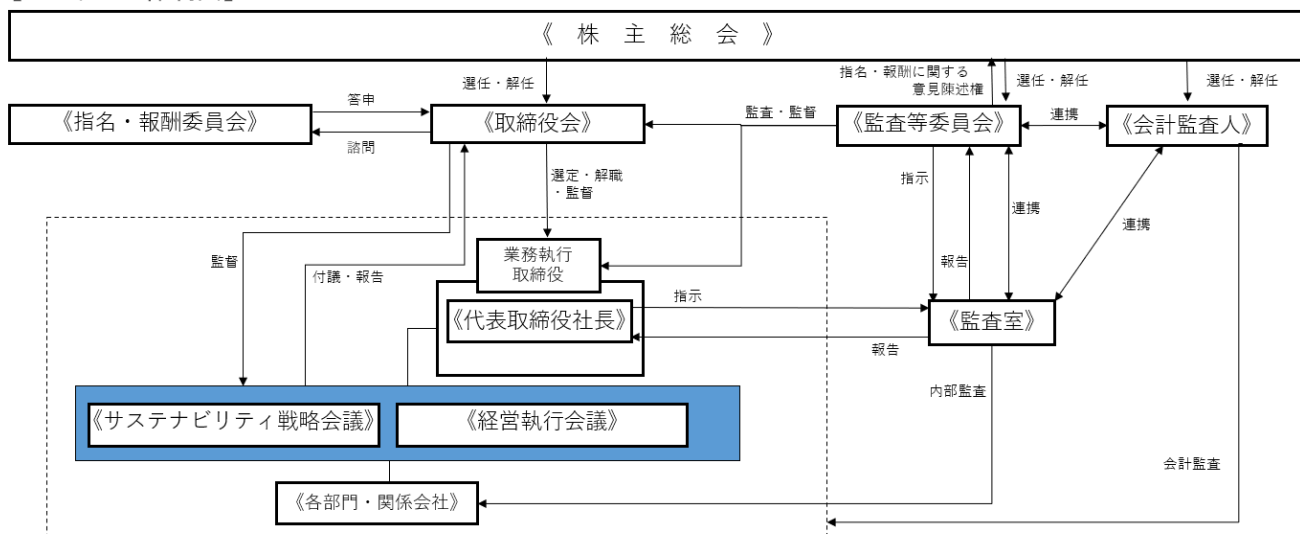 《 株 主 総 会 》
選任・解任
指名・報酬に関する
意見陳述権
選任・解任
選任・解任
《指名・報酬委員会》
答申
諮問
《取締役会》
監査・監督
《監査等委員会》
連携
《会計監査人》
選定・解職
・監督
指示
連携
連携
監督
付議・報告
業務執行
取締役
報告
《代表取締役社長》
指示
《監査室》
報告
内部監査
《サステナビリティ戦略会議》
《経営執行会議》
会計監査
《各部門・関係会社》